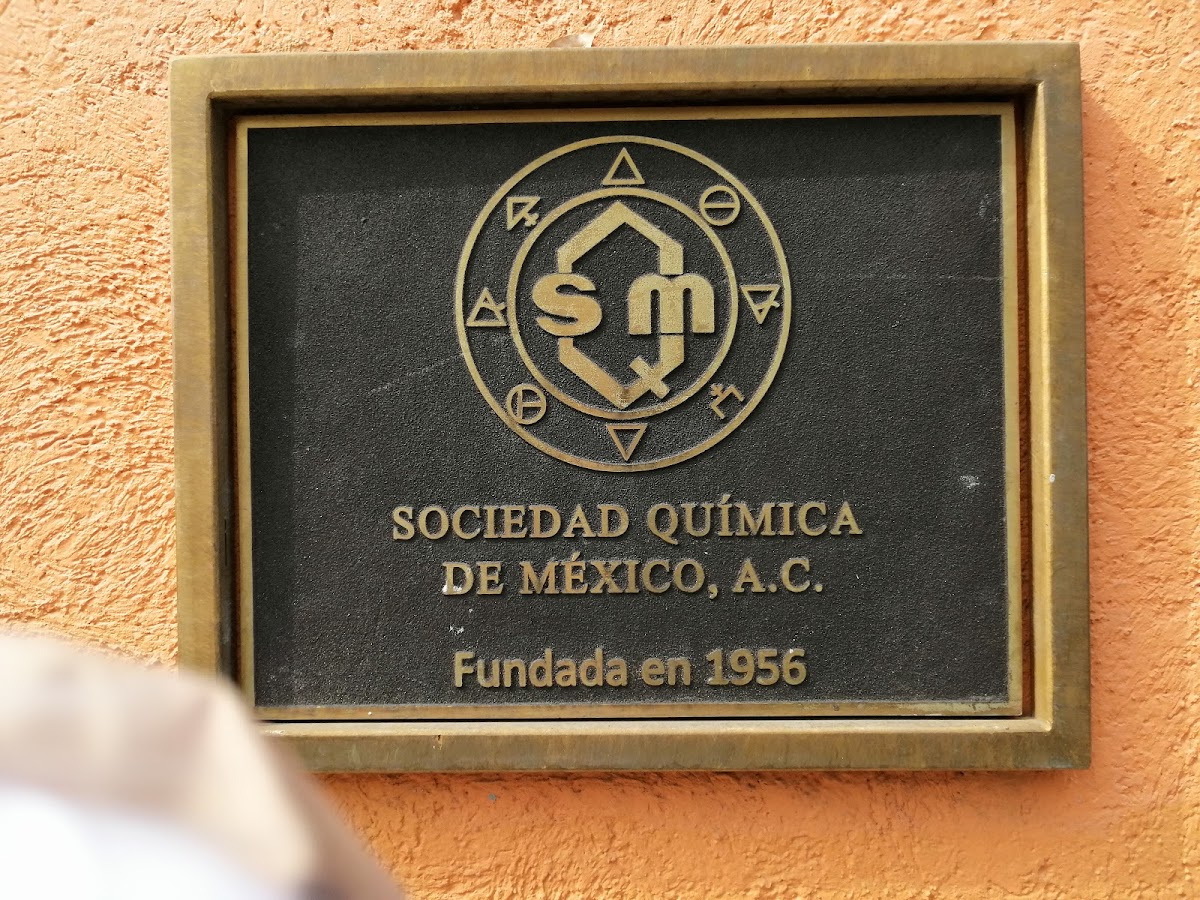 SQM
SOCIEDAD QUÍMICA
DE MÉXICO, A.C.
Fundada en 1956